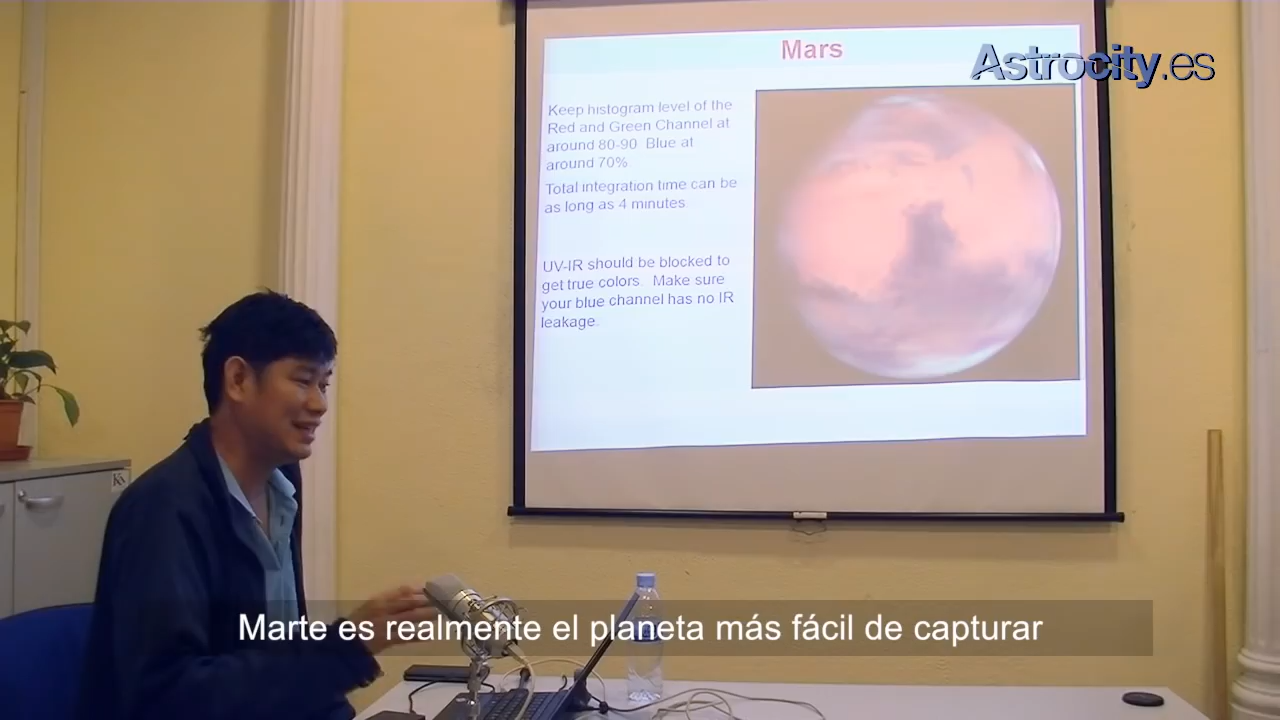 Mars
Astrocity.es
Keep histogram level of the
Red and Green Channel at
around 80-90. Blue at
around 70%.
Total integration time can be
as long as 4 minutes.
UV-IR should be blocked to
get true colors. Make sure
your blue channel has no IR
leakage.
Marte es realmente el planeta más fácil de capturar